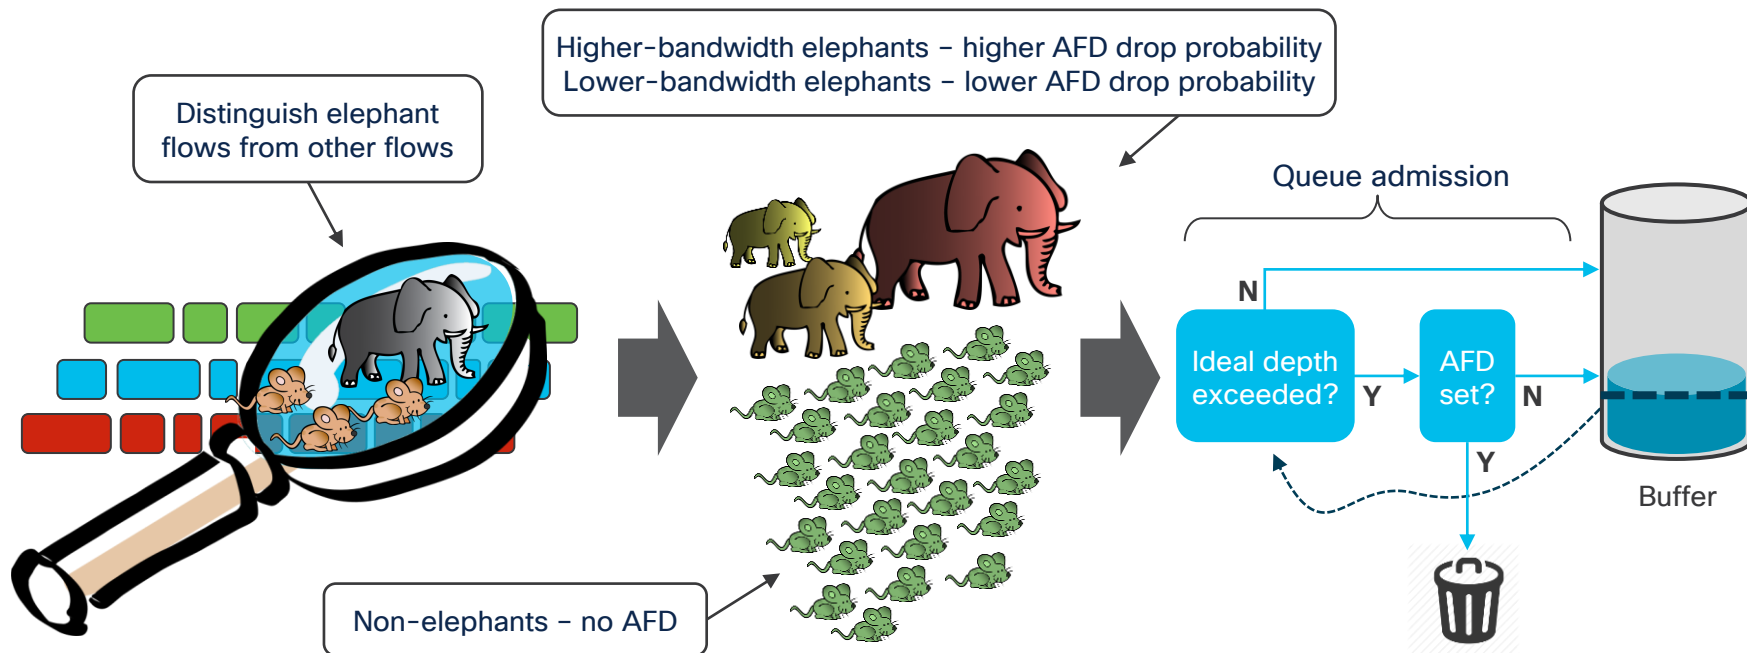 Higher-bandwidth elephants – higher AFD drop probability
Lower-bandwidth elephants – lower AFD drop probability
Distinguish elephant
flows from other flows
Queue admission
N
Ideal depth
exceeded?
Y
AFD
set?
N
Y
Buffer
Non-elephants – no AFD